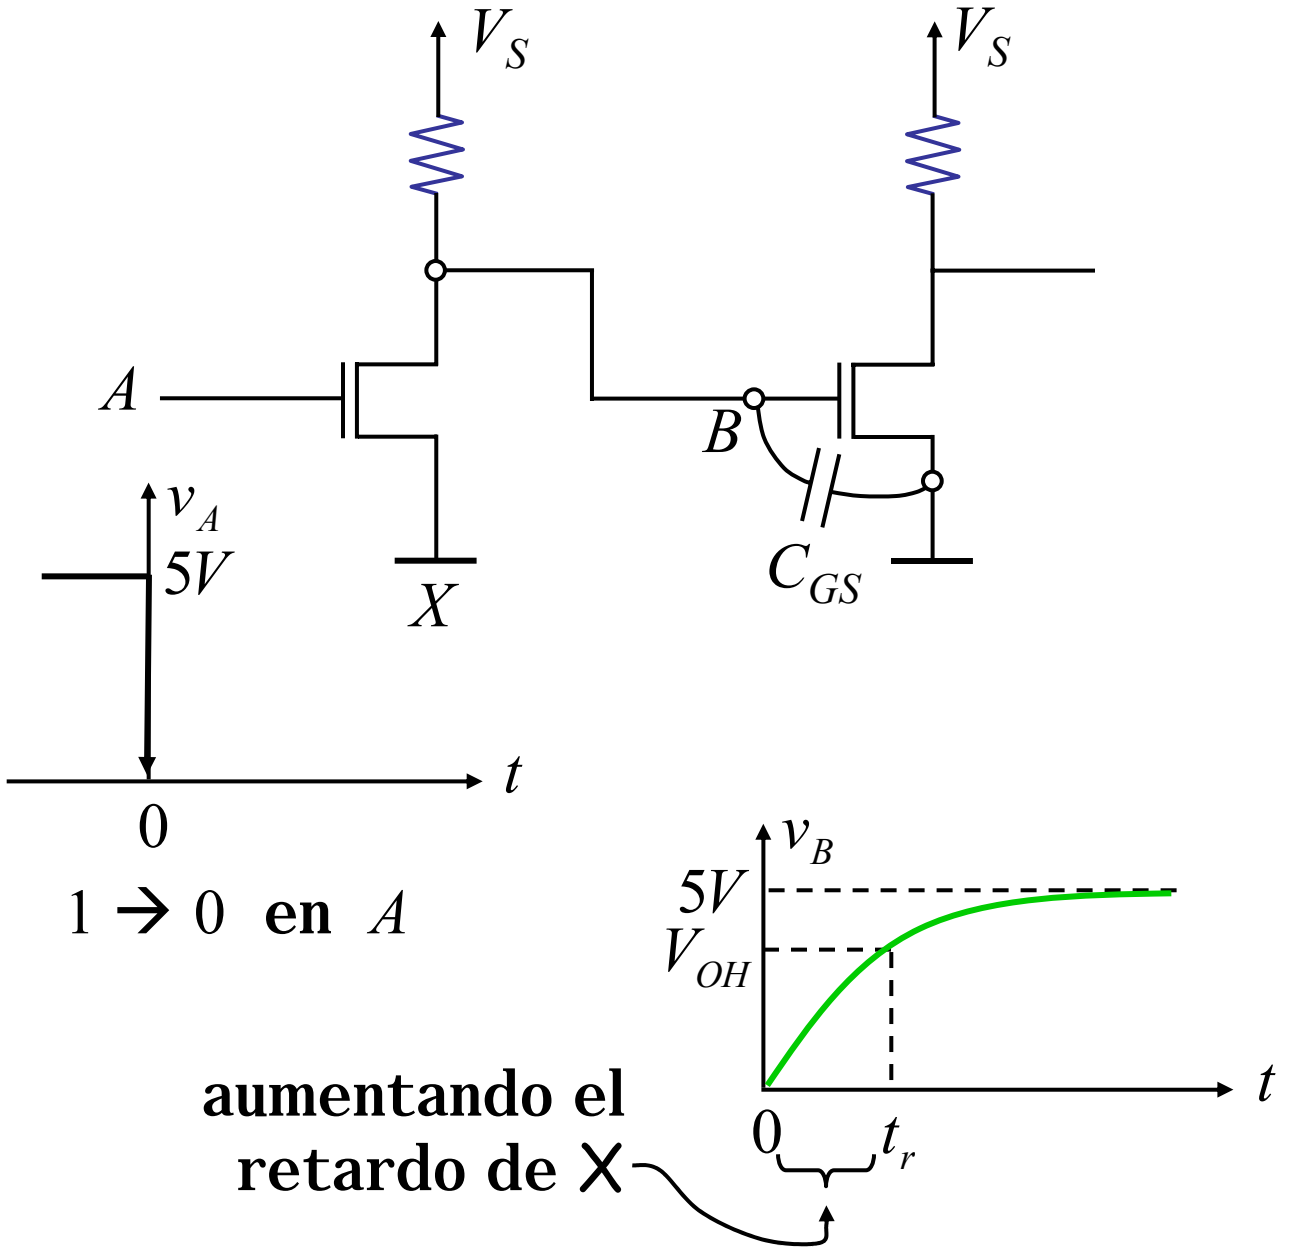 V_S
V_S
A
B
C_GS
X
v_A
5V
t
0
1 → 0 en A
v_B
5V
V_OH
t
0
t_r
aumentando el
retardo de X